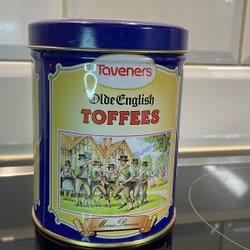 Taveners
Olde English
TOFFEES
Morris Dancers